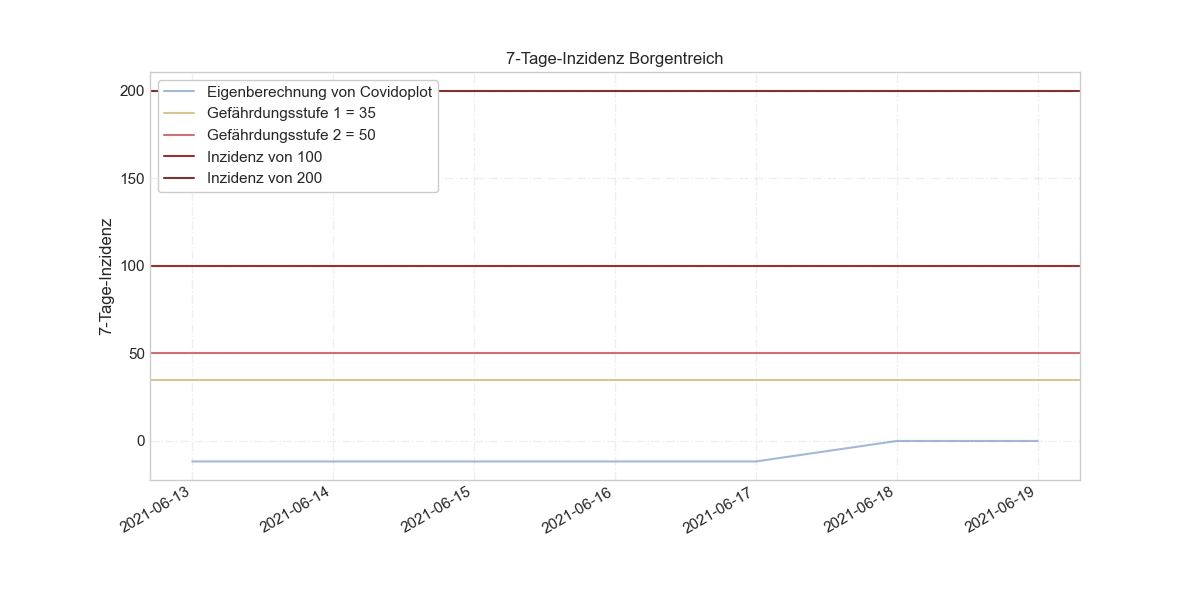 7-Tage-Inzidenz Borgentreich
Eigenberechnung von Covidoplot
Gefährdungsstufe 1 = 35
Gefährdungsstufe 2 = 50
Inzidenz von 100
Inzidenz von 200
7-Tage-Inzidenz
200
150
100
50
0
2021-06-13
2021-06-14
2021-06-15
2021-06-16
2021-06-17
2021-06-18
2021-06-19